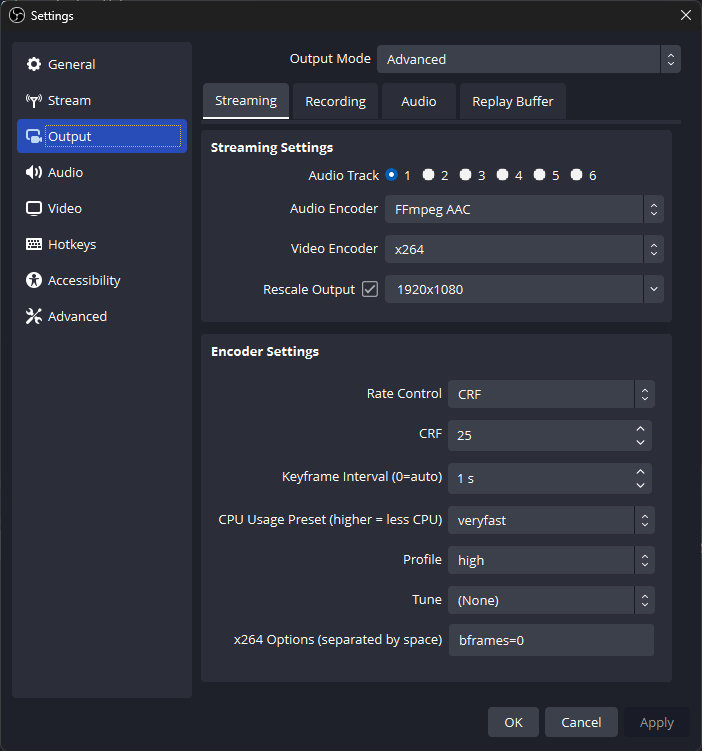 Settings
General
Stream
Output
Audio
Video
Hotkeys
Accessibility
Advanced
Output Mode Advanced
Streaming Recording Audio Replay Buffer
Streaming Settings
Audio Track 1 2 3 4 5 6
Audio Encoder FFmpeg AAC
Video Encoder x264
Rescale Output 1920x1080
Encoder Settings
Rate Control CRF
CRF 25
Keyframe Interval (0=auto) 1 s
CPU Usage Preset (higher = less CPU) veryfast
Profile high
Tune (None)
x264 Options (separated by space) bframes=0
OK Cancel Apply